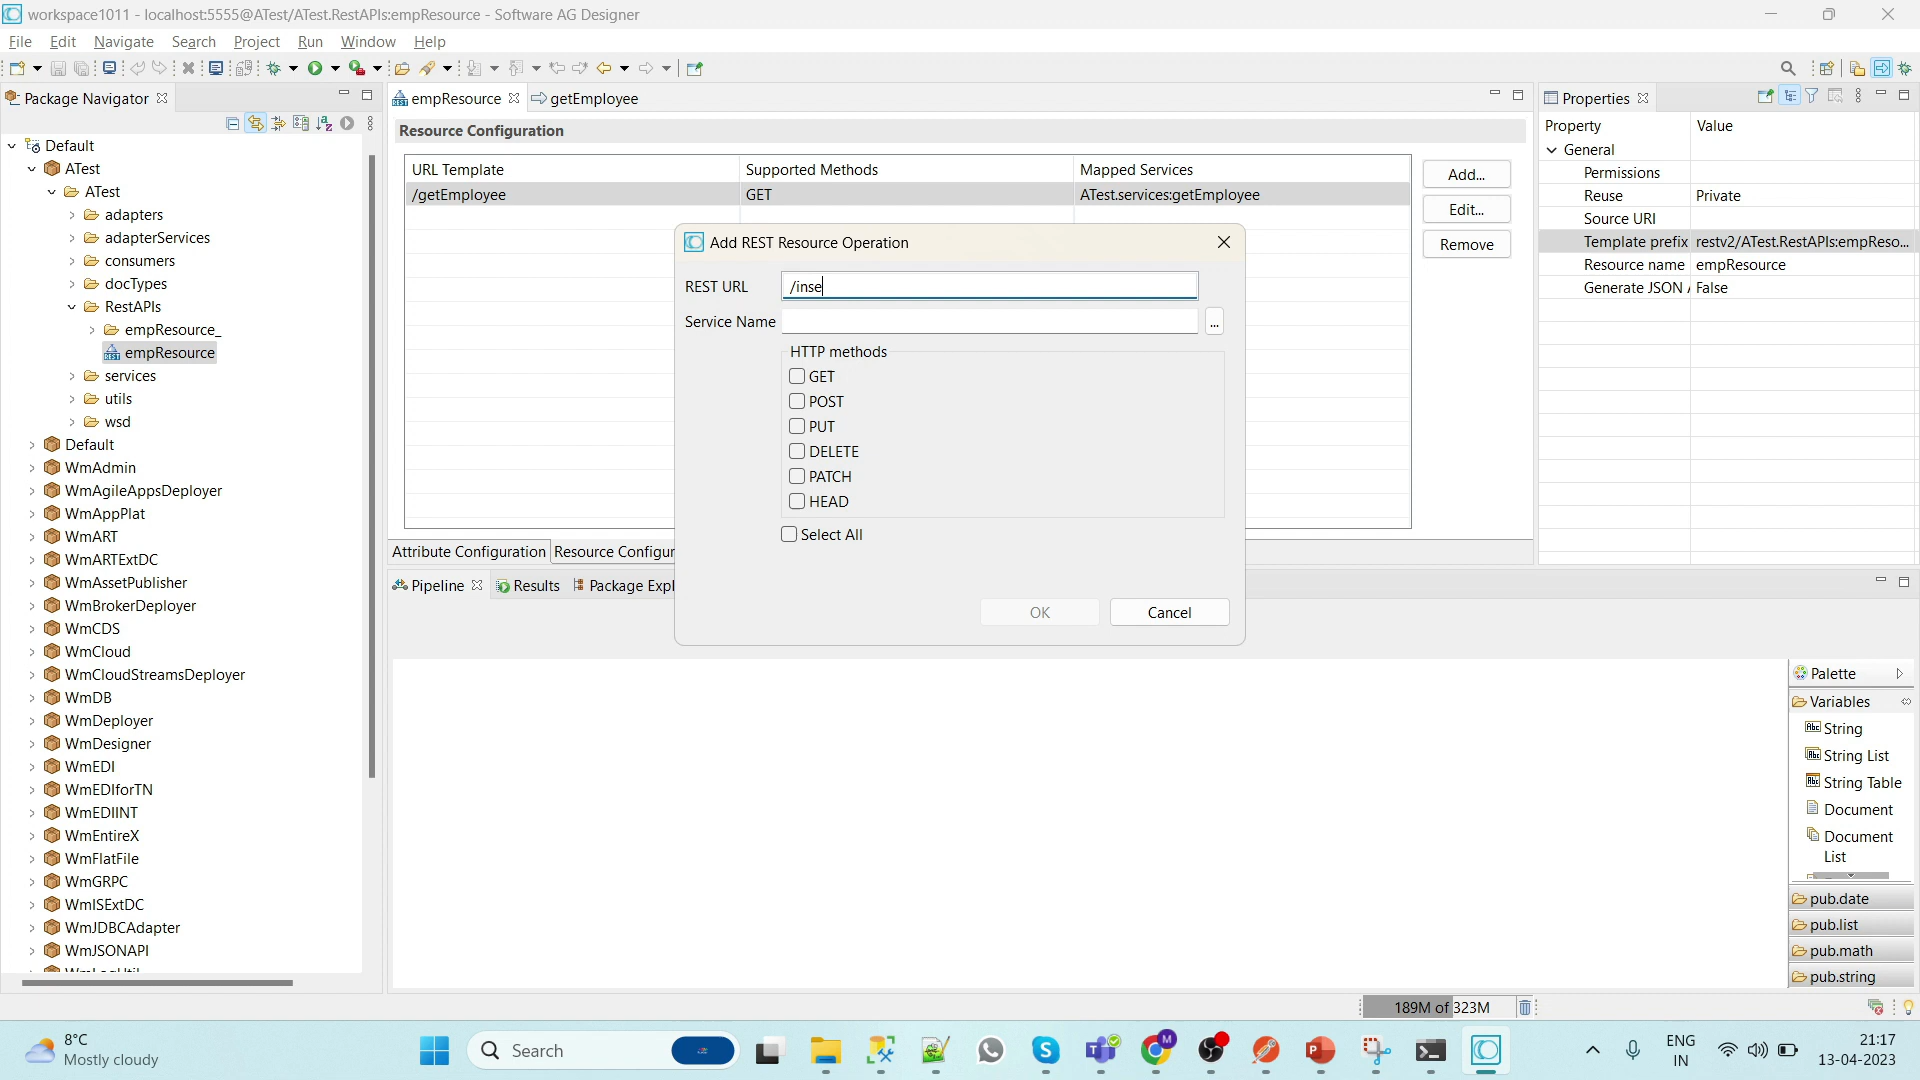 workspace1011 - localhost:5555@ATest/ATest.RestAPIs:empResource - Software AG Designer
File Edit Navigate Search Project Run Window Help
Package Navigator
Default
ATest
ATest
adapters
adapterServices
consumers
docTypes
RestAPIs
empResource_
empResource
services
utils
wsd
Default
WmAdmin
WmAgileAppsDeployer
WmAppPlat
WmART
WmARTExtDC
WmAssetPublisher
WmBrokerDeployer
WmCDS
WmCloud
WmCloudStreamsDeployer
WmDB
WmDeployer
WmDesigner
WmEDI
WmEDIforTN
WmEDIINT
WmEntireX
WmFlatFile
WmGRPC
WmISExtDC
WmJDBCAdapter
WmJSONAPI
empResource getEmployee
Resource Configuration
URL Template Supported Methods Mapped Services
/getEmployee GET ATest.services:getEmployee
Add...
Edit...
Remove
Add REST Resource Operation
REST URL /inse
Service Name ...
HTTP methods
GET
POST
PUT
DELETE
PATCH
HEAD
Select All
OK Cancel
Attribute Configuration Resource Configur
Pipeline Results Package Expl
Properties
Property Value
General
Permissions
Reuse Private
Source URI
Template prefix restv2/ATest.RestAPIs:empReso...
Resource name empResource
Generate JSON False
Palette
Variables
String
String List
String Table
Document
Document
List
pub.date
pub.list
pub.math
pub.string
189M of 323M
8°C
Mostly cloudy
Search
ENG
IN
21:17
13-04-2023